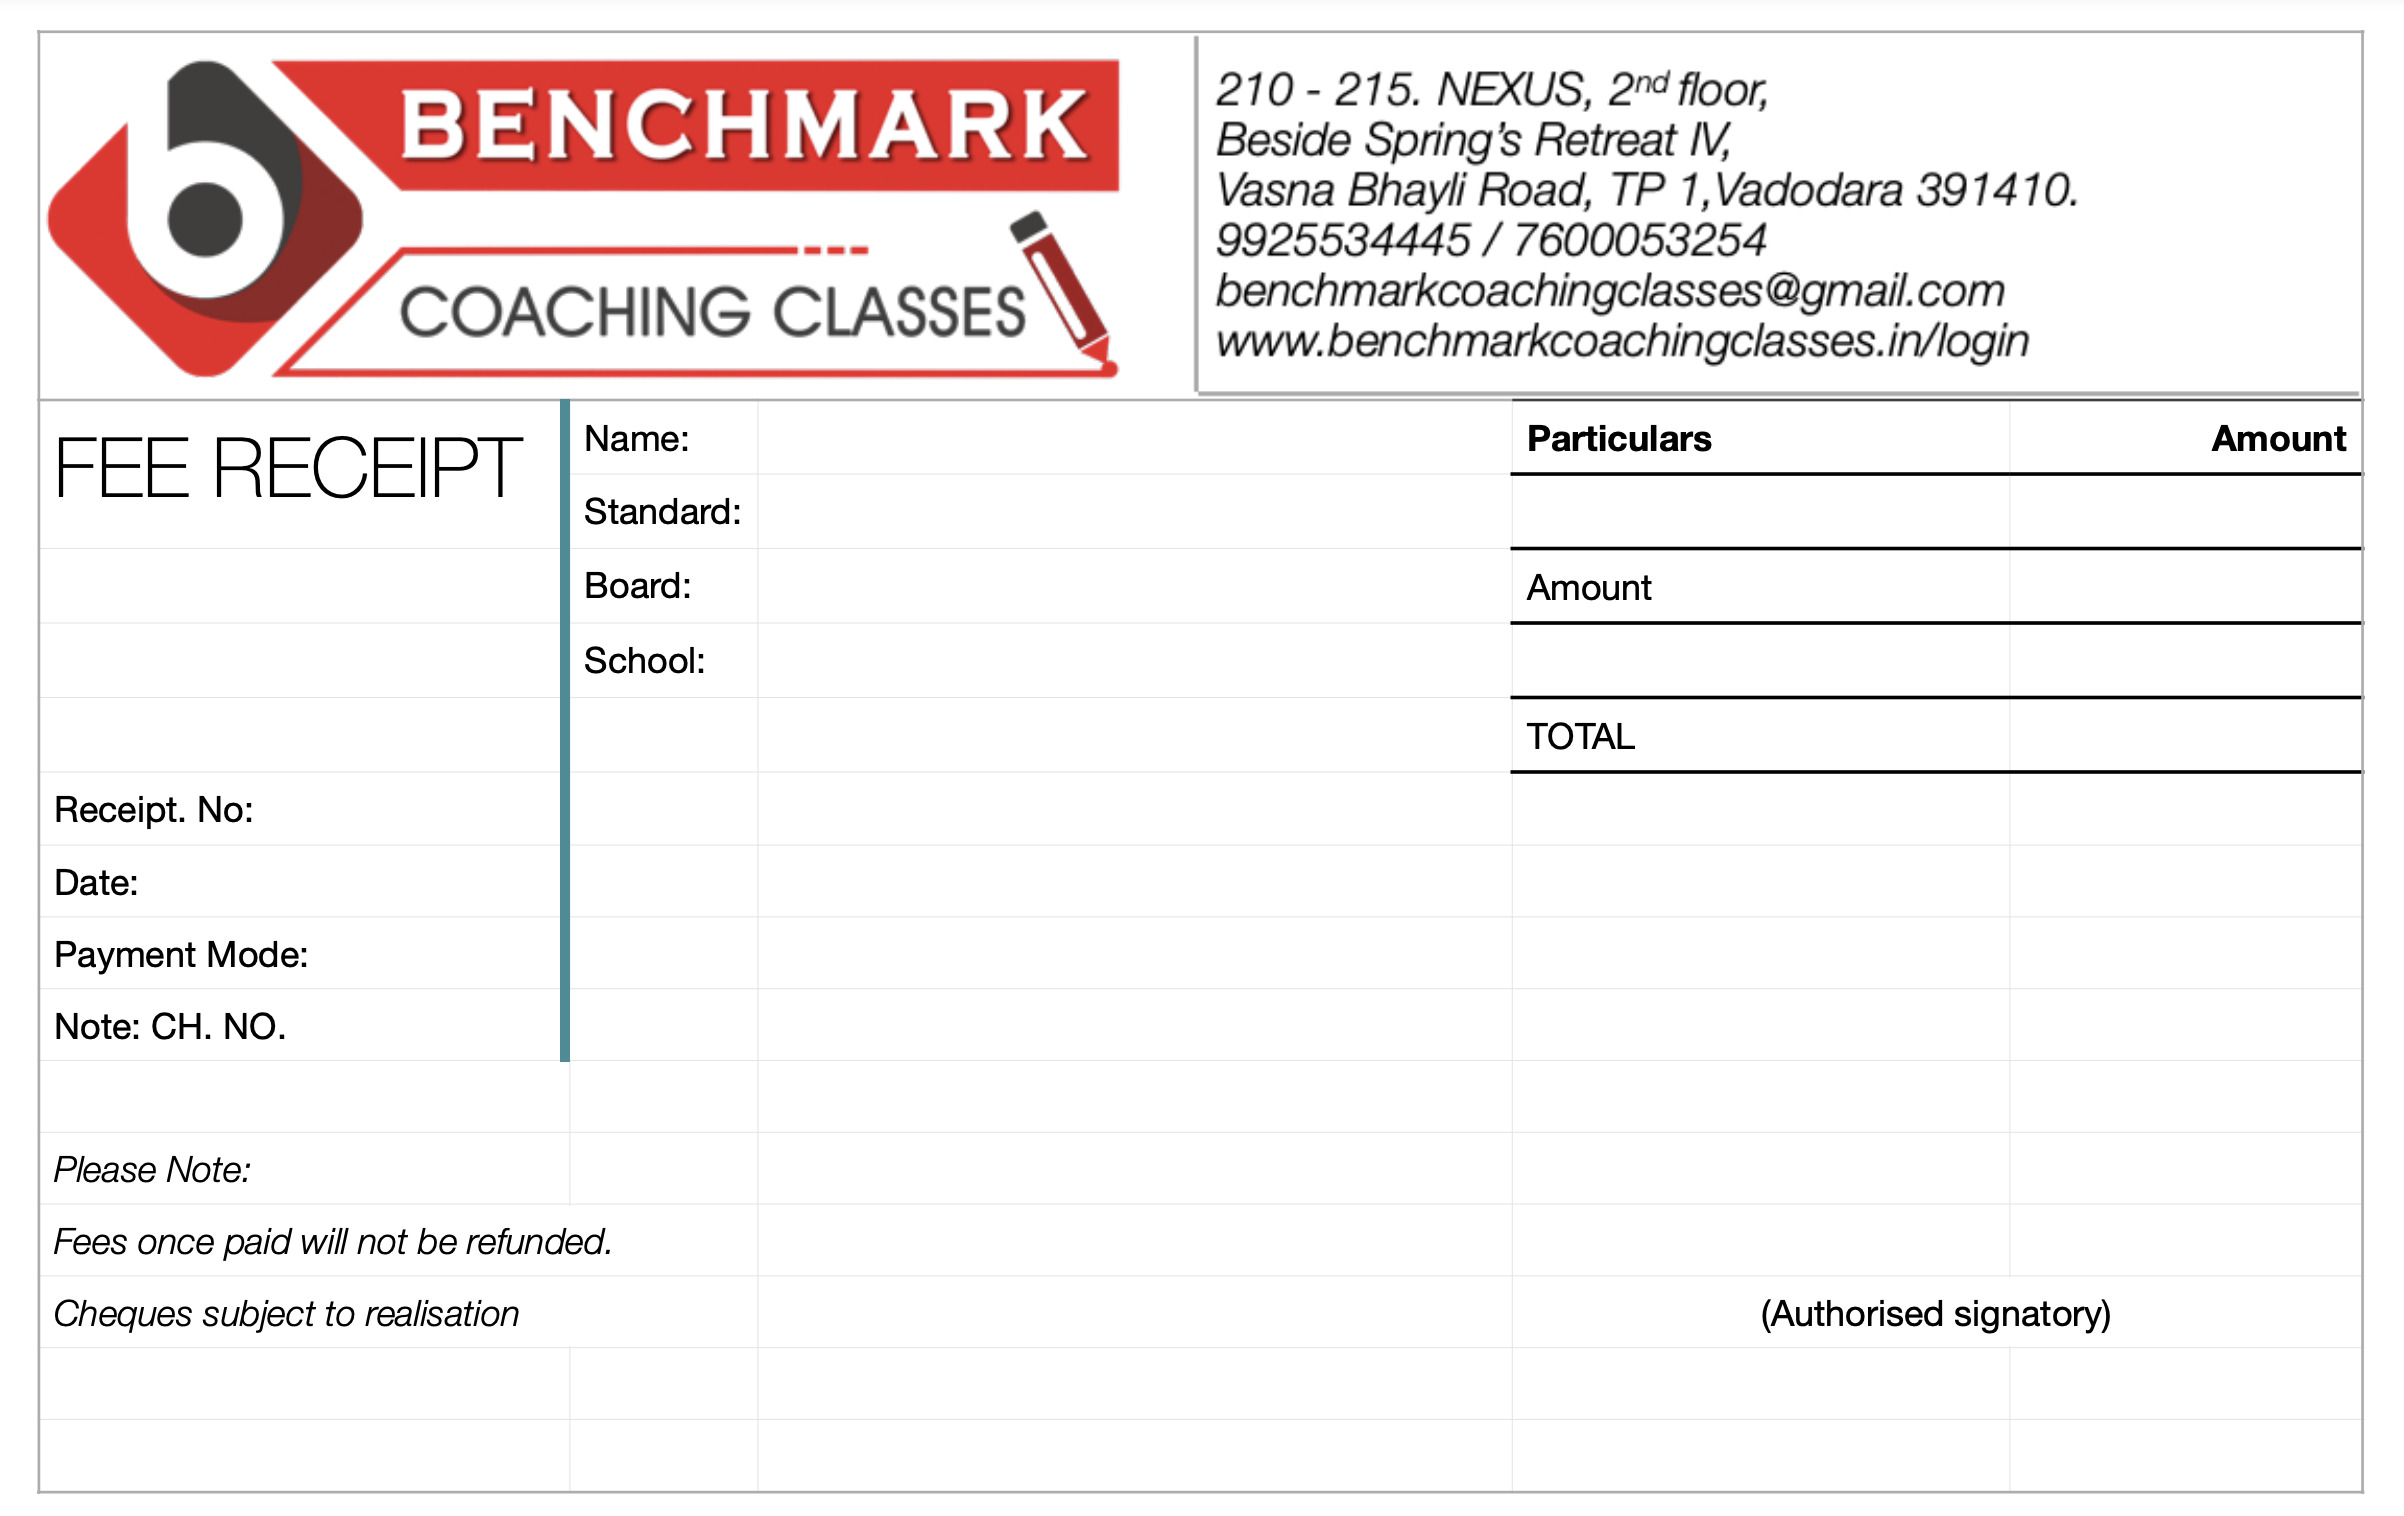 BENCHMARK
COACHING CLASSES
210 - 215. NEXUS, 2nd floor,
Beside Spring’s Retreat IV,
Vasna Bhayli Road, TP 1,Vadodara 391410.
9925534445 / 7600053254
benchmarkcoachingclasses@gmail.com
www.benchmarkcoachingclasses.in/login
FEE RECEIPT
Name:
Standard:
Board:
School:
Particulars Amount
Amount
TOTAL
Receipt. No:
Date:
Payment Mode:
Note: CH. NO.
Please Note:
Fees once paid will not be refunded.
Cheques subject to realisation
(Authorised signatory)